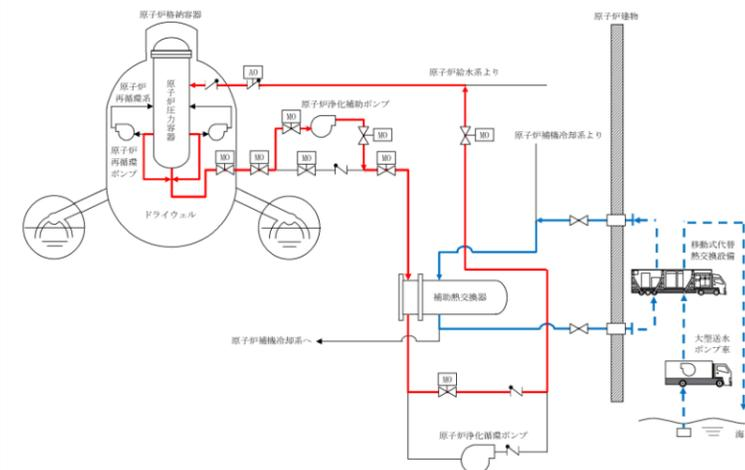 原子炉格納容器
原子炉建物
AO
原子炉給水系より
原子炉
再循環系
原子炉圧力容器
原子炉浄化補助ポンプ
MO
MO
MO
原子炉補機冷却系より
原子炉
再循環
ポンプ
MO
MO
MO
MO
ドライウェル
移動式代替
熱交換設備
補助熱交換器
原子炉補機冷却系へ
大型送水
ポンプ車
MO
原子炉浄化循環ポンプ
海